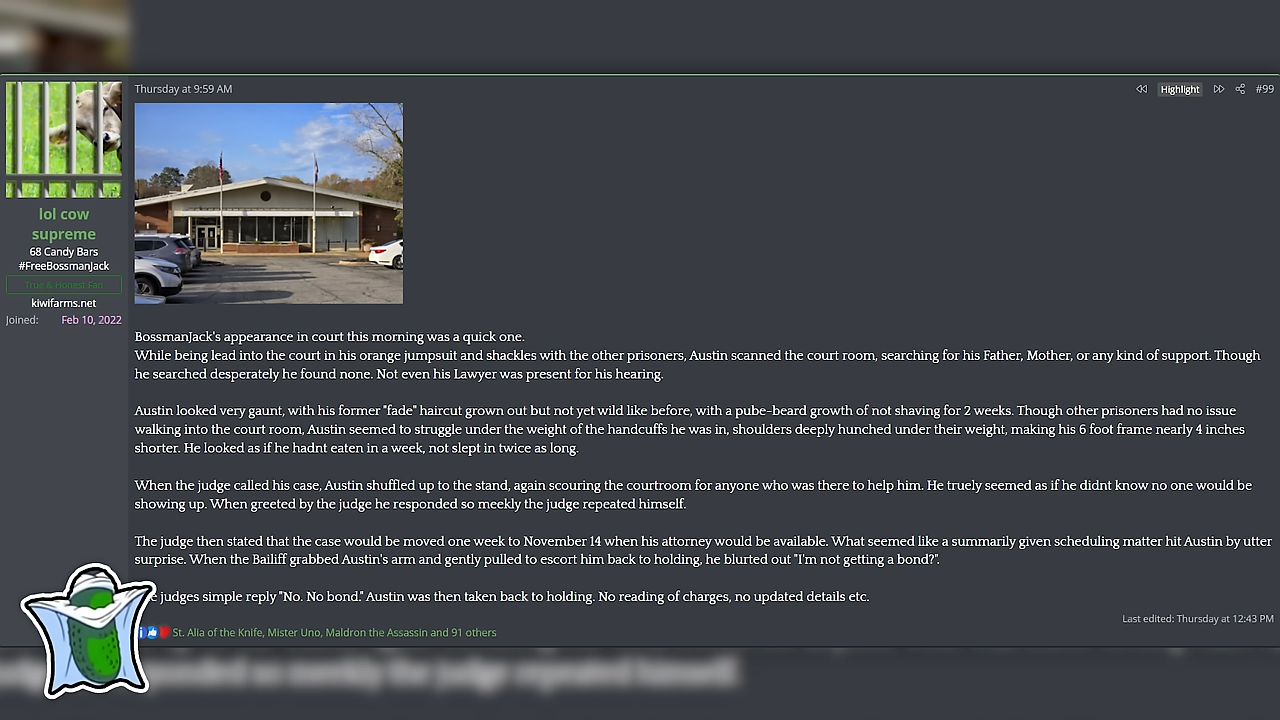 Thursday at 9:59 AM
Highlight
#99
lol cow
supreme
68 Candy Bars
#FreeBossmanJack
True & Honest Fan
kiwifarms.net
Joined: Feb 10, 2022
BossmanJack's appearance in court this morning was a quick one.
While being lead into the court in his orange jumpsuit and shackles with the other prisoners, Austin scanned the court room, searching for his Father, Mother, or any kind of support. Though
he searched desperately he found none. Not even his Lawyer was present for his hearing.
Austin looked very gaunt, with his former "fade" haircut grown out but not yet wild like before, with a pube-beard growth of not shaving for 2 weeks. Though other prisoners had no issue
walking into the court room, Austin seemed to struggle under the weight of the handcuffs he was in, shoulders deeply hunched under their weight, making his 6 foot frame nearly 4 inches
shorter. He looked as if he hadnt eaten in a week, not slept in twice as long.
When the judge called his case, Austin shuffled up to the stand, again scouring the courtroom for anyone who was there to help him. He truely seemed as if he didnt know no one would be
showing up. When greeted by the judge he responded so meekly the judge repeated himself.
The judge then stated that the case would be moved one week to November 14 when his attorney would be available. What seemed like a summarily given scheduling matter hit Austin by utter
surprise. When the Bailiff grabbed Austin's arm and gently pulled to escort him back to holding, he blurted out "I'm not getting a bond?".
judges simple reply "No. No bond." Austin was then taken back to holding. No reading of charges, no updated details etc.
Last edited: Thursday at 12:43 PM
St. Alia of the Knife, Mister Uno, Maldron the Assassin and 91 others
judge repeated himself.